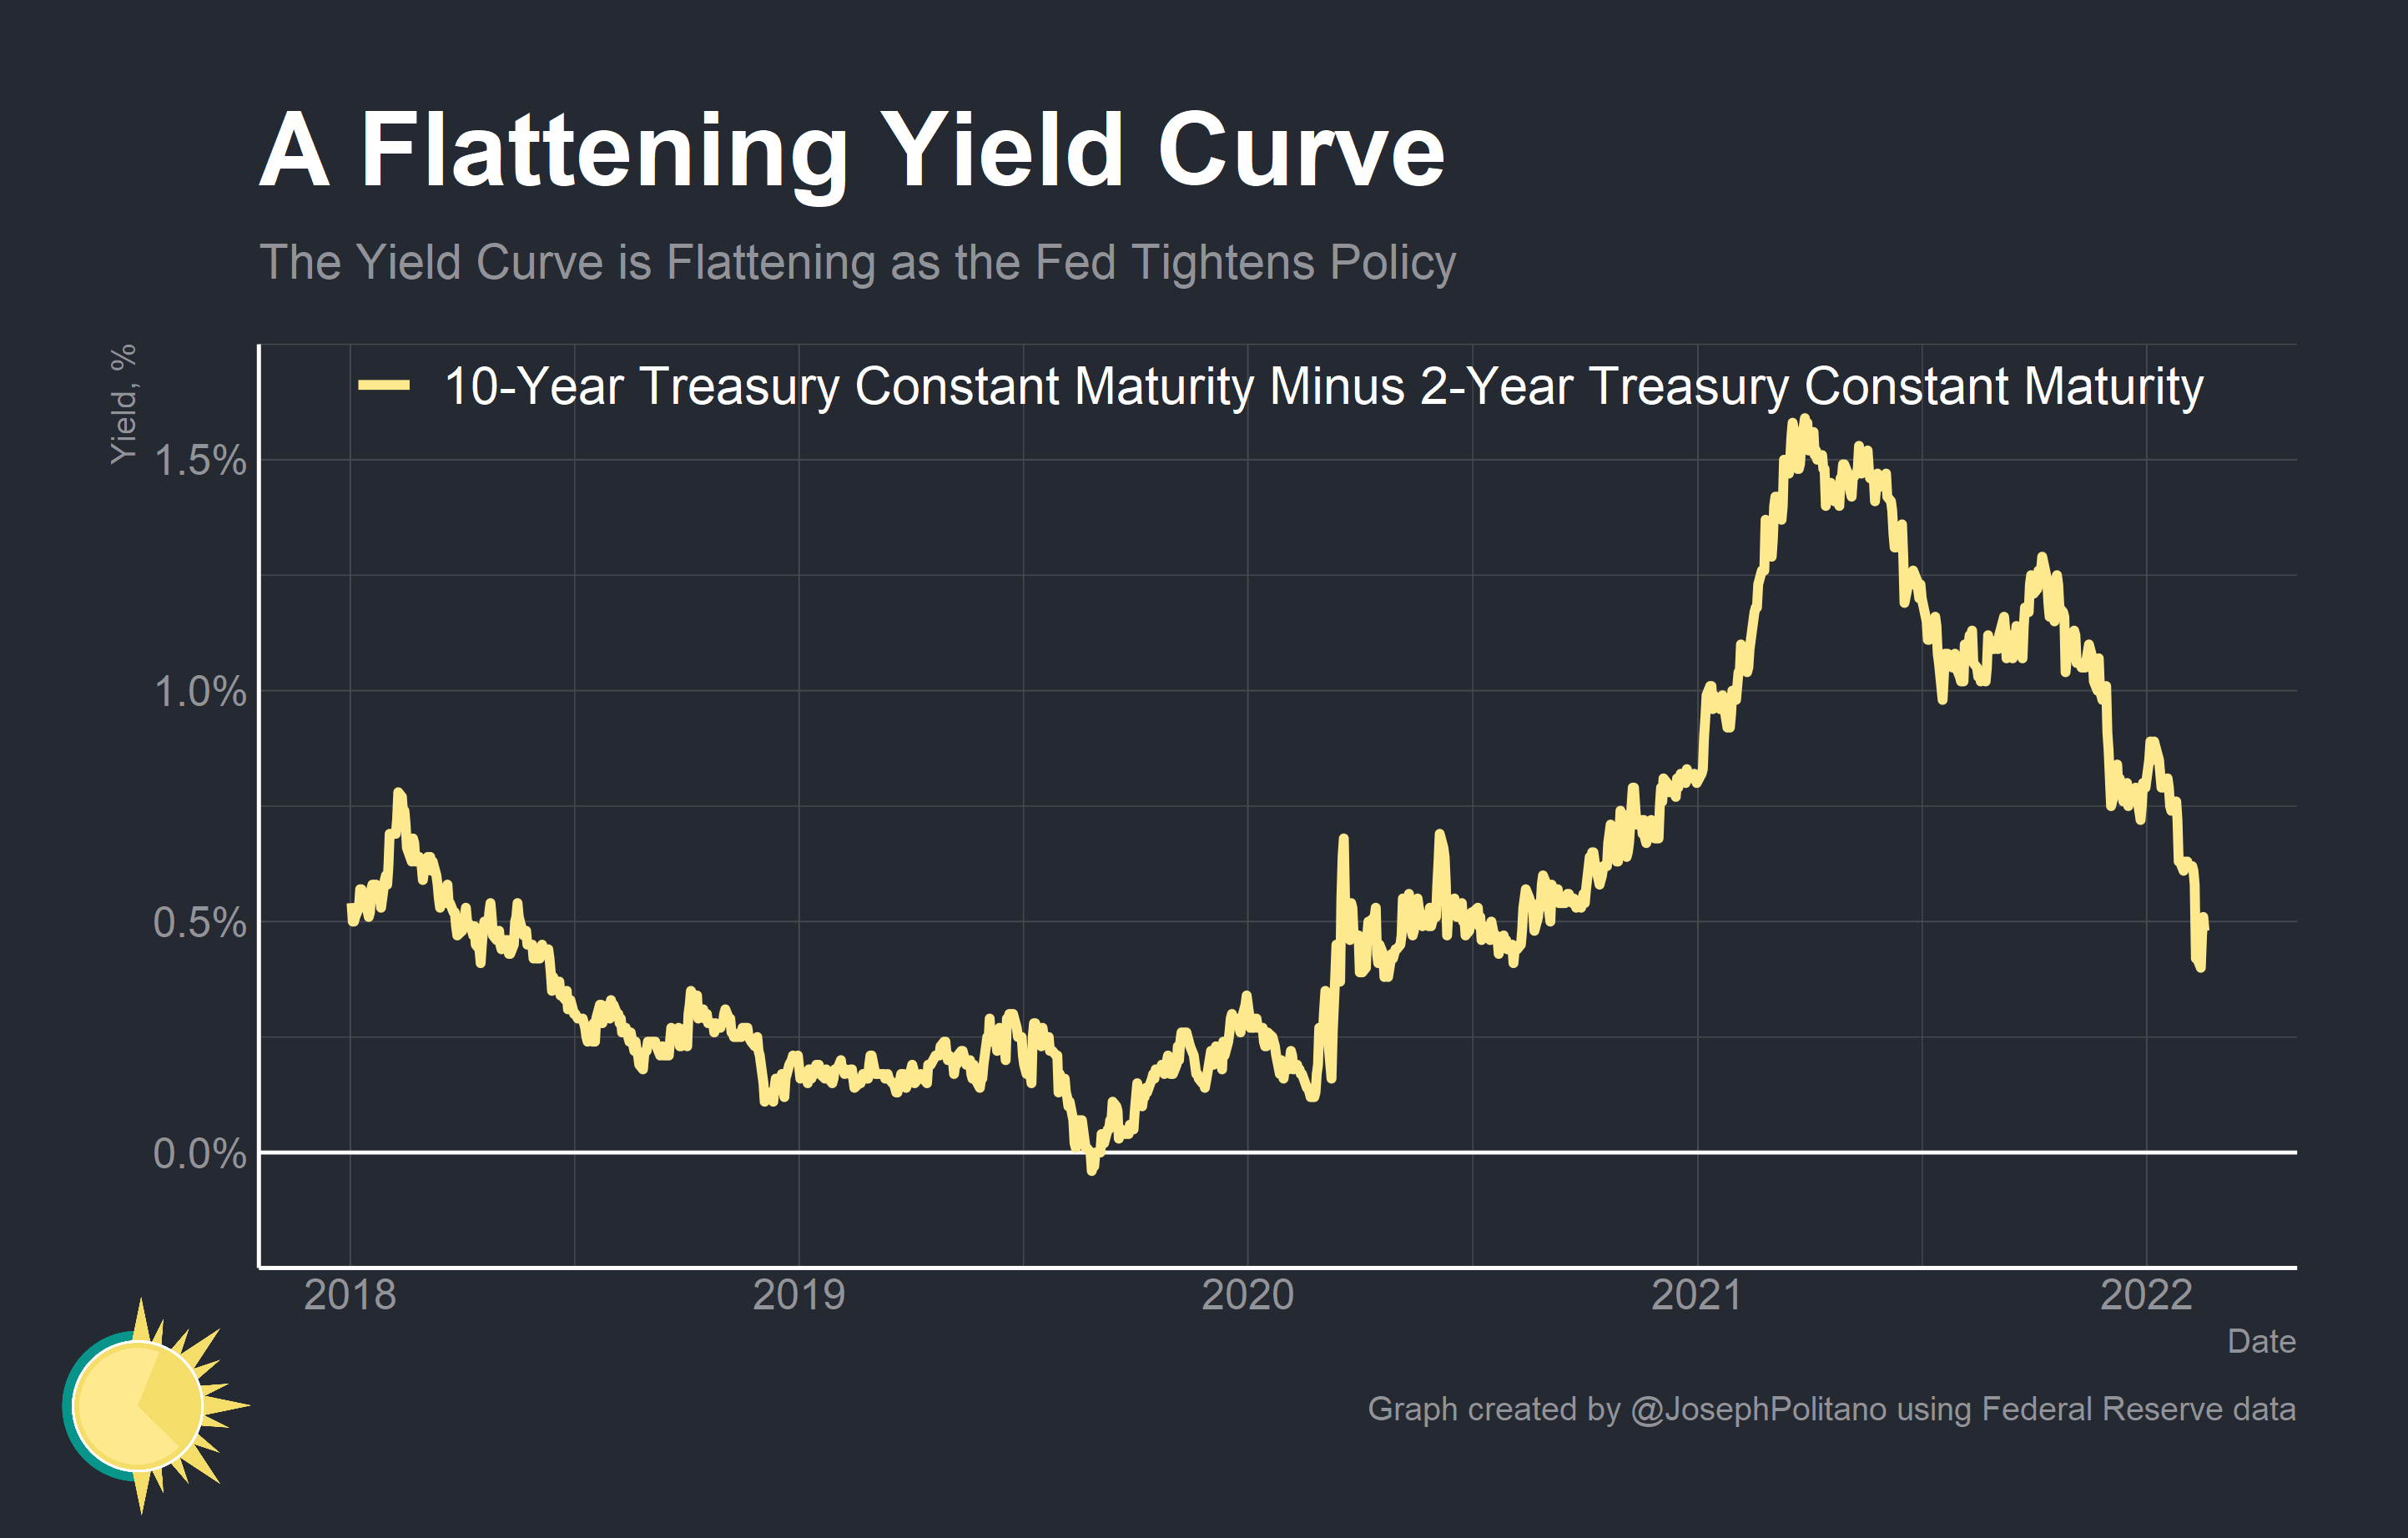 A Flattening Yield Curve
The Yield Curve is Flattening as the Fed Tightens Policy
Yield, %
10-Year Treasury Constant Maturity Minus 2-Year Treasury Constant Maturity
1.5%
1.0%
0.5%
0.0%
2018 2019 2020 2021 2022
Date
Graph created by @JosephPolitano using Federal Reserve data